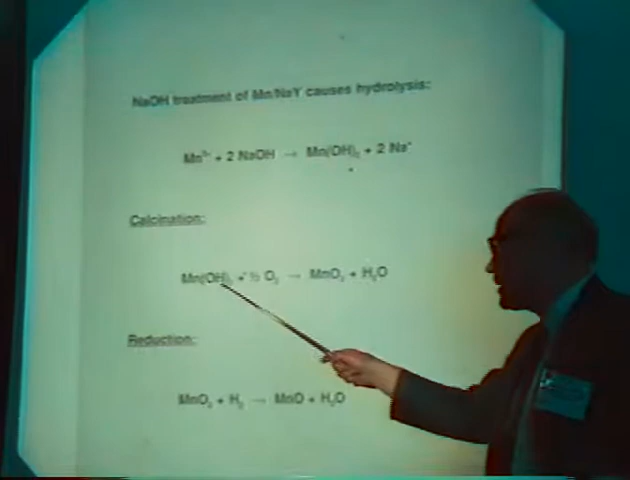 NaOH treatment of Mn/NaY causes hydrolysis:
Mn²⁺ + 2 NaOH → Mn(OH)₂ + 2 Na⁺
Calcination:
Mn(OH)₂ + ½ O₂ → MnO₂ + H₂O
Reduction:
MnO₂ + H₂ → MnO + H₂O